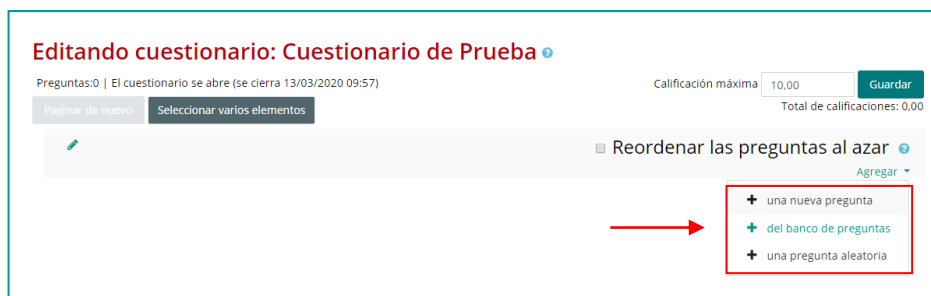 Editando cuestionario: Cuestionario de Prueba
Preguntas:0 | El cuestionario se abre (se cierra 13/03/2020 09:57)
Calificación máxima 10,00 Guardar
Paginar de nuevo Seleccionar varios elementos
Total de calificaciones: 0,00
Reordenar las preguntas al azar
Agregar
+ una nueva pregunta
+ del banco de preguntas
+ una pregunta aleatoria